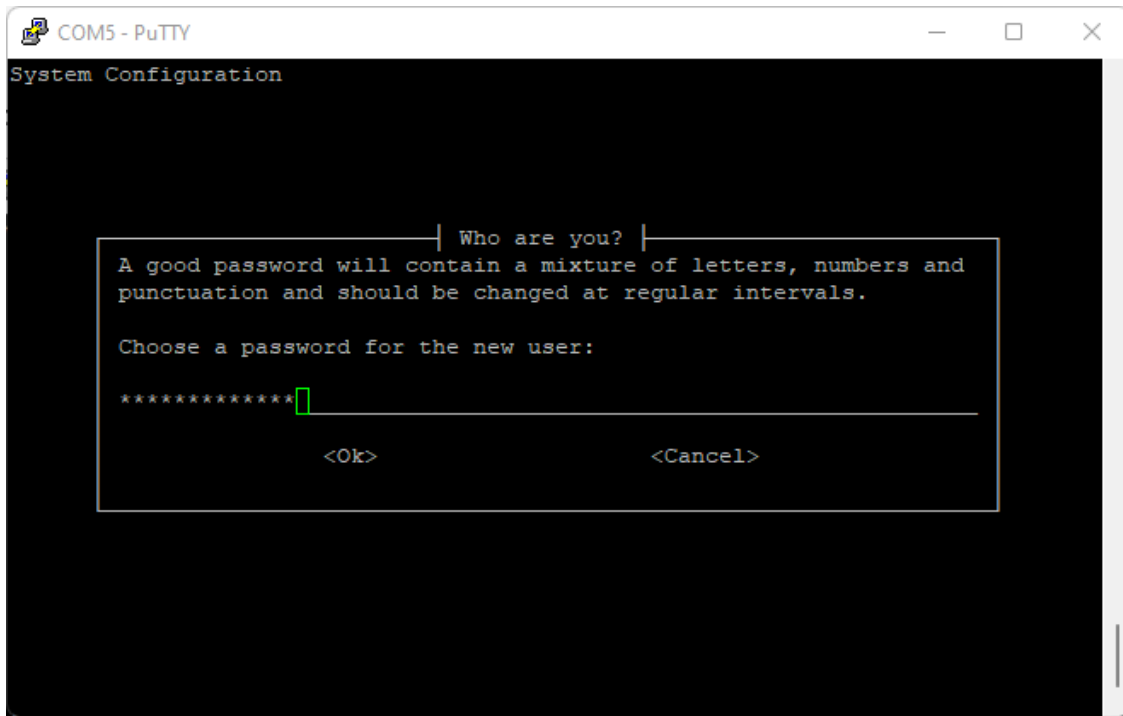 COM5 - PuTTY
System Configuration
Who are you?
A good password will contain a mixture of letters, numbers and
punctuation and should be changed at regular intervals.
Choose a password for the new user:
*************
<Ok> <Cancel>